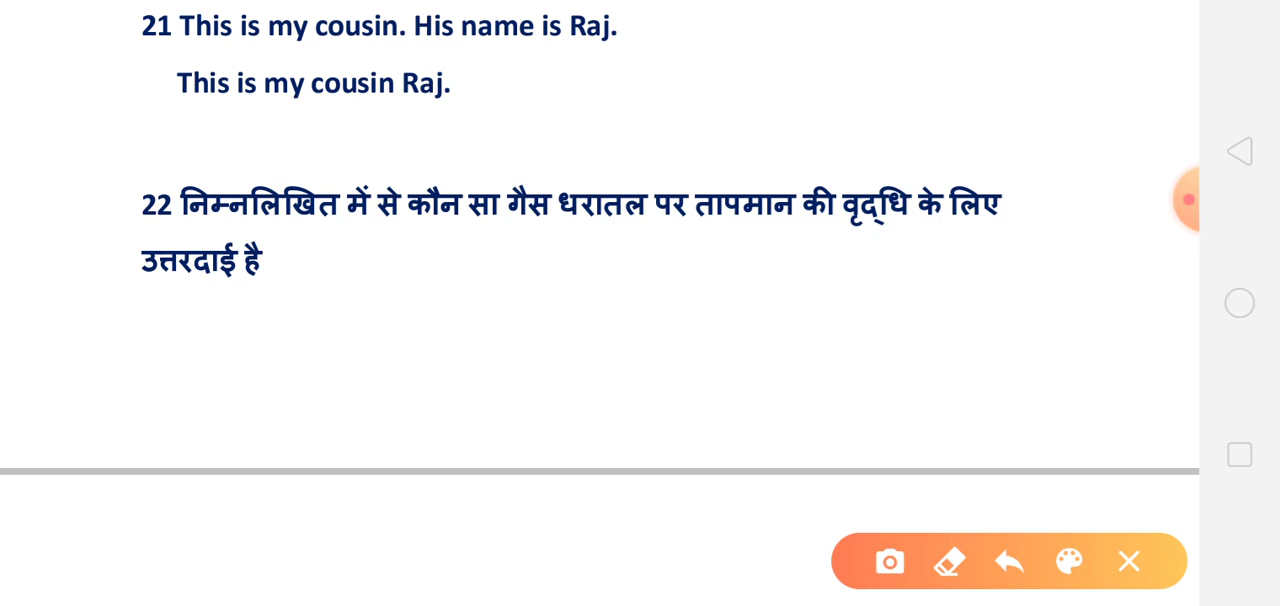 21 This is my cousin. His name is Raj.
This is my cousin Raj.
22 निम्नलिखित में से कौन सा गैस धरातल पर तापमान की वृद्धि के लिए
उत्तरदाई है